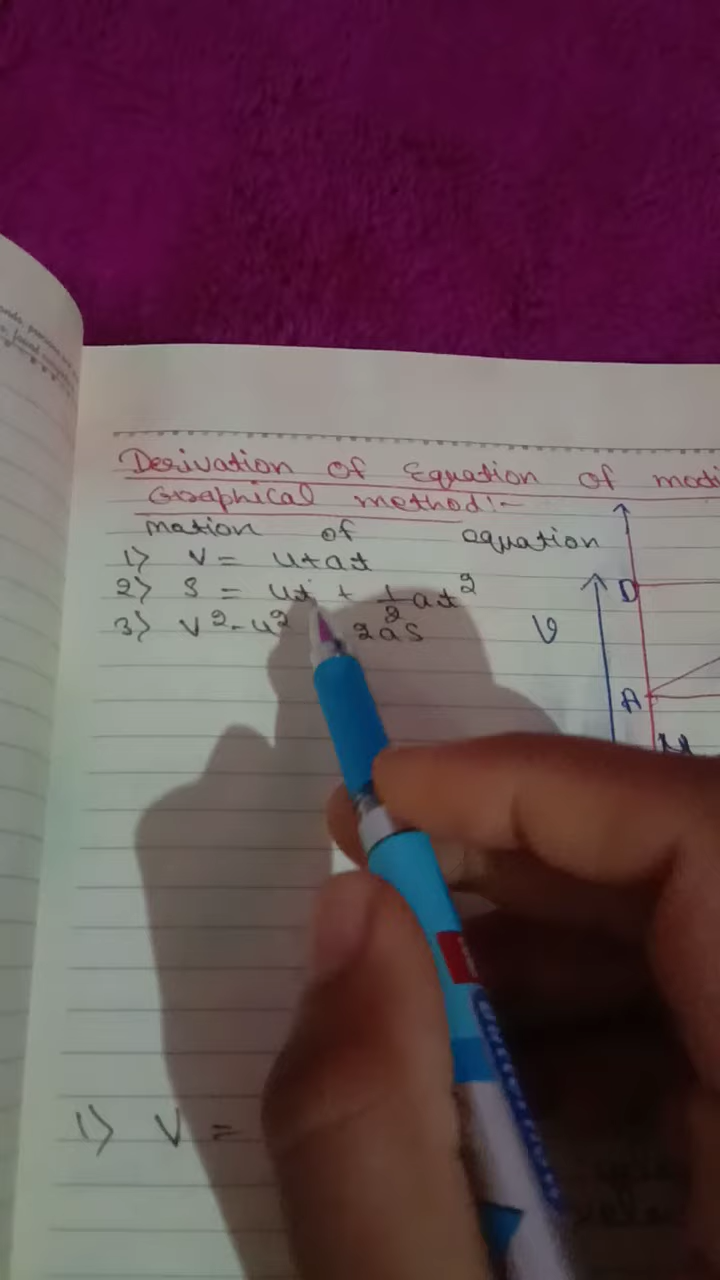 Derivation of Equation of
Graphical method:-
mation of equation
1> v = u+at
2> S = ut + 1/2 at²
3> v²-u² 2as
D
v
A
M
1> v =